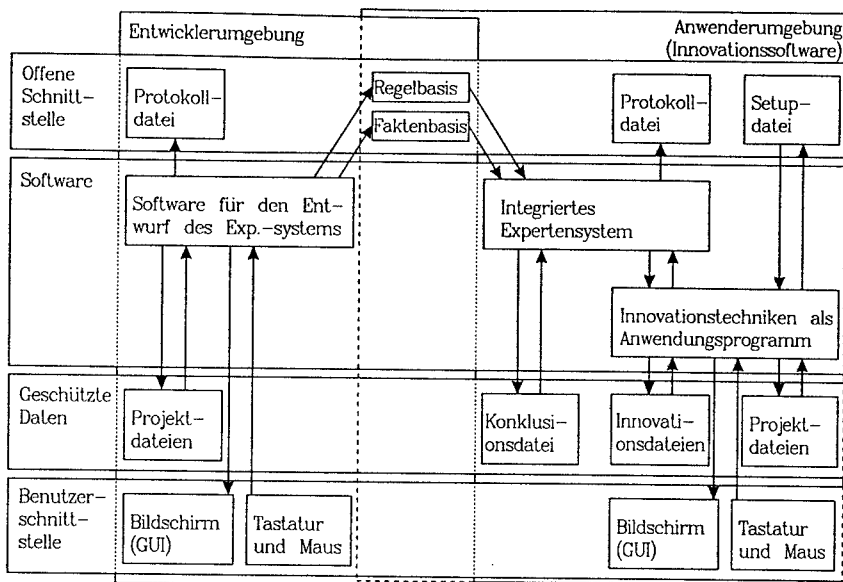 Entwicklerumgebung
Anwenderumgebung
(Innovationssoftware)
Offene
Schnitt-
stelle
Protokoll-
datei
Regelbasis
Faktenbasis
Protokoll-
datei
Setup-
datei
Software
Software für den Ent-
wurf des Exp.-systems
Integriertes
Expertensystem
Innovationstechniken als
Anwendungsprogramm
Geschützte
Daten
Projekt-
dateien
Konklusi-
onsdatei
Innovati-
onsdateien
Projekt-
dateien
Benutzer-
schnitt-
stelle
Bildschirm
(GUI)
Tastatur
und Maus
Bildschirm
(GUI)
Tastatur
und Maus